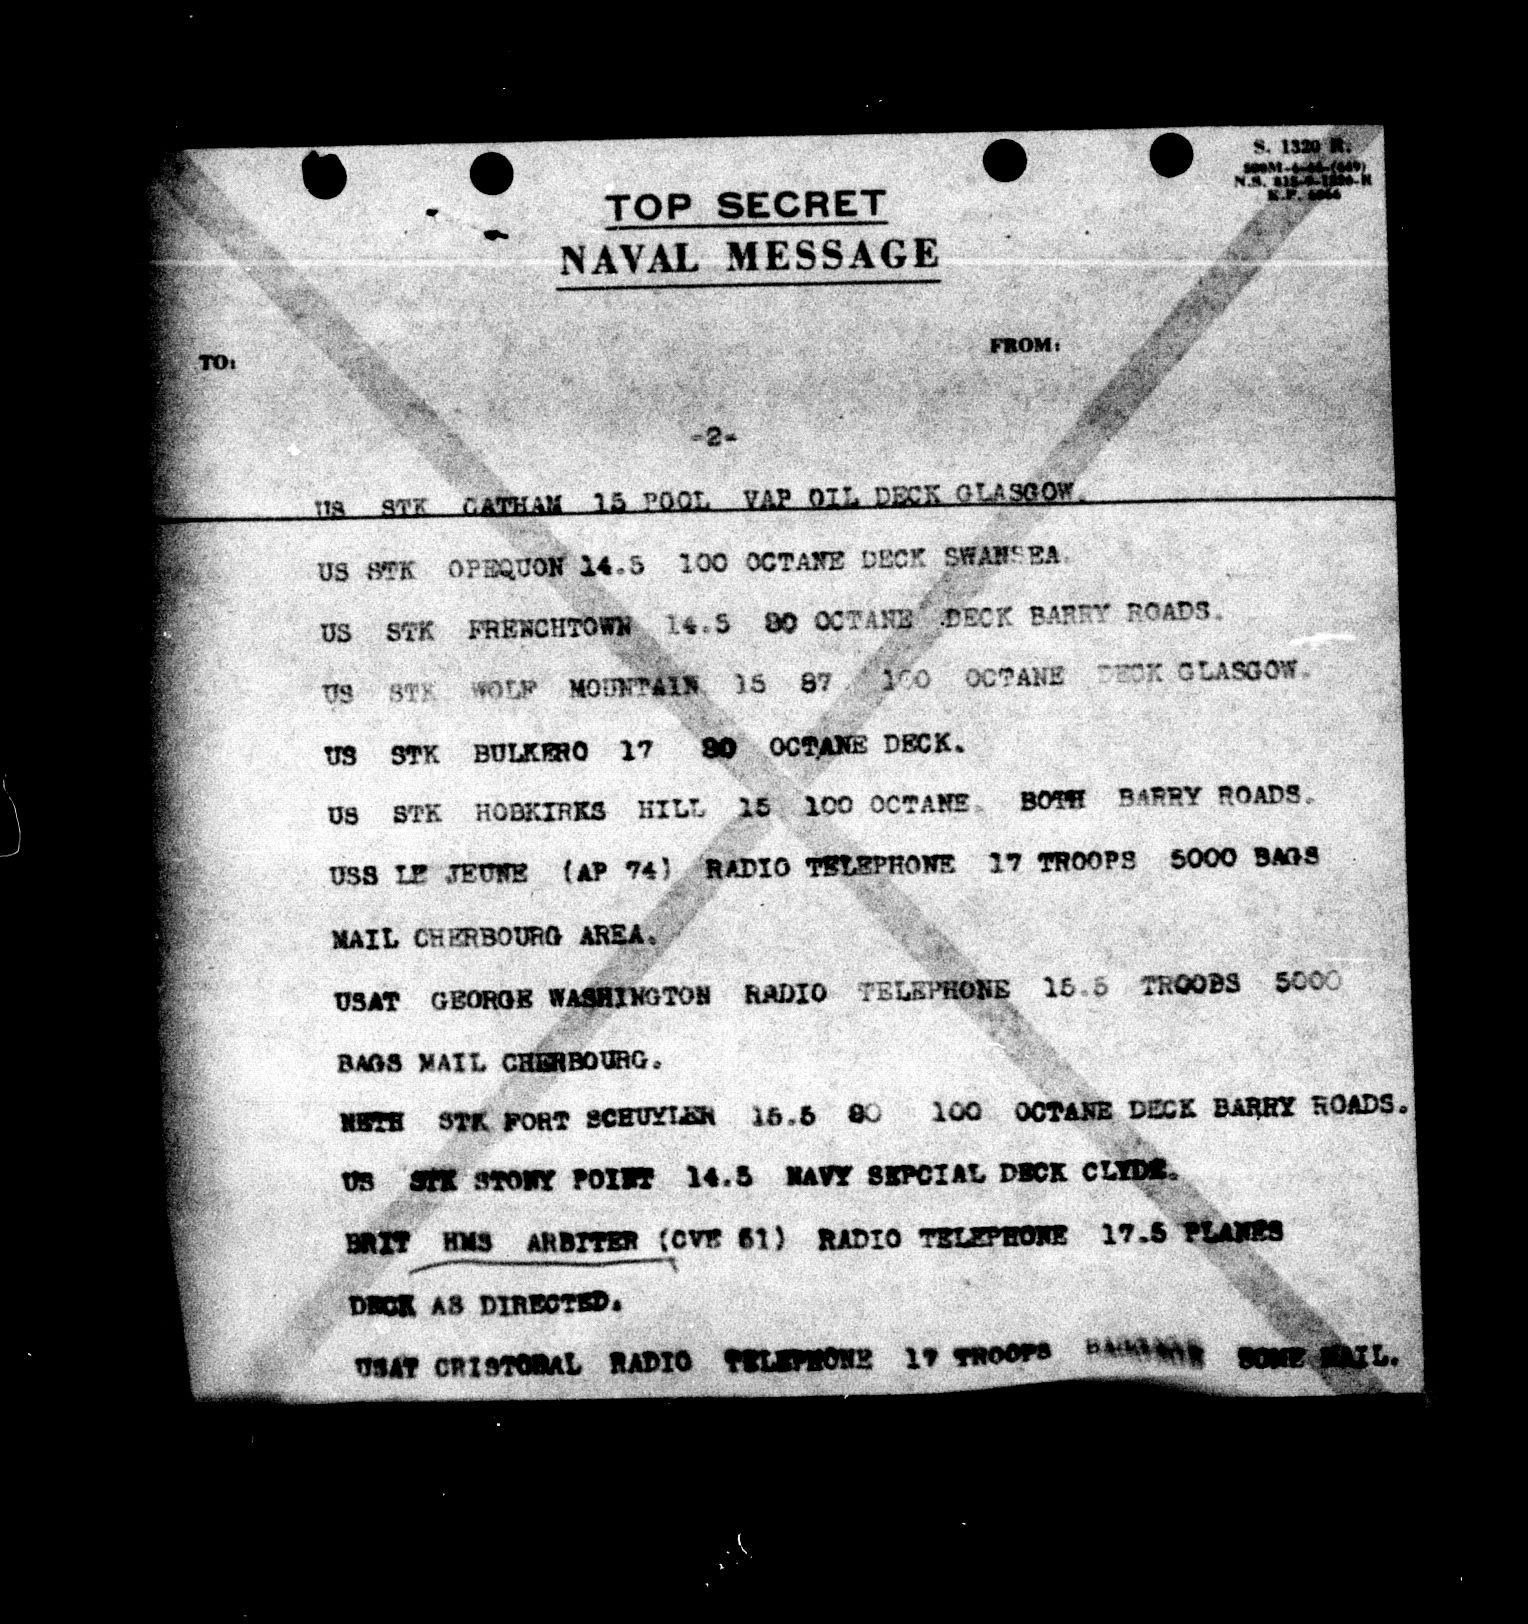 S. 1320 R.
TOP SECRET
NAVAL MESSAGE
TO:
FROM:
-2-
US STK CATHAM 15 POOL VAP OIL DECK GLASGOW.
US STK OPEQUON 14.5 100 OCTANE DECK SWANSEA.
US STK FRENCHTOWN 14.5 80 OCTANE DECK BARRY ROADS.
US STK WOLF MOUNTAIN 15 87 100 OCTANE DECK GLASGOW.
US STK BULKERO 17 80 OCTANE DECK.
US STK HOBKIRKS HILL 15 100 OCTANE. BOTH BARRY ROADS.
USS LE JEUNE (AP 74) RADIO TELEPHONE 17 TROOPS 5000 BAGS
MAIL CHERBOURG AREA.
USAT GEORGE WASHINGTON RADIO TELEPHONE 15.5 TROOBS 5000
BAGS MAIL CHERBOURG.
NETH STK FORT SCHUYLER 15.5 80 100 OCTANE DECK BARRY ROADS.
US STK STONY POINT 14.5 NAVY SEPCIAL DECK CLYDE.
BRIT HMS ARBITER (CVE 51) RADIO TELEPHONE 17.5 PLANES
DECK AS DIRECTED.
USAT CRISTOBAL RADIO TELEPHONE 17 TROOPS SOME MAIL.